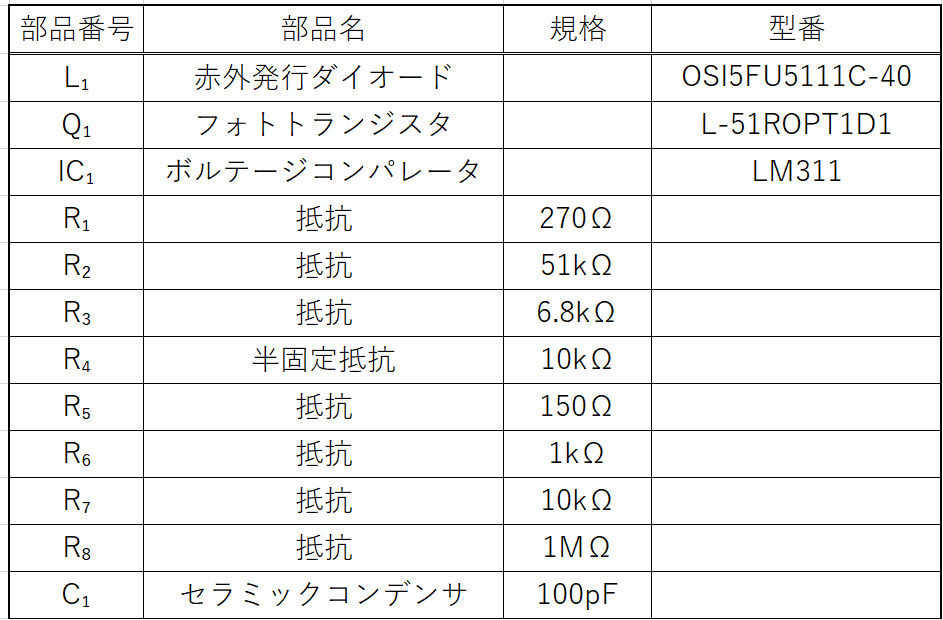 部品番号 部品名 規格 型番
L₁ 赤外発行ダイオード OSI5FU5111C-40
Q₁ フォトトランジスタ L-51ROPT1D1
IC₁ ボルテージコンパレータ LM311
R₁ 抵抗 270Ω
R₂ 抵抗 51kΩ
R₃ 抵抗 6.8kΩ
R₄ 半固定抵抗 10kΩ
R₅ 抵抗 150Ω
R₆ 抵抗 1kΩ
R₇ 抵抗 10kΩ
R₈ 抵抗 1MΩ
C₁ セラミックコンデンサ 100pF